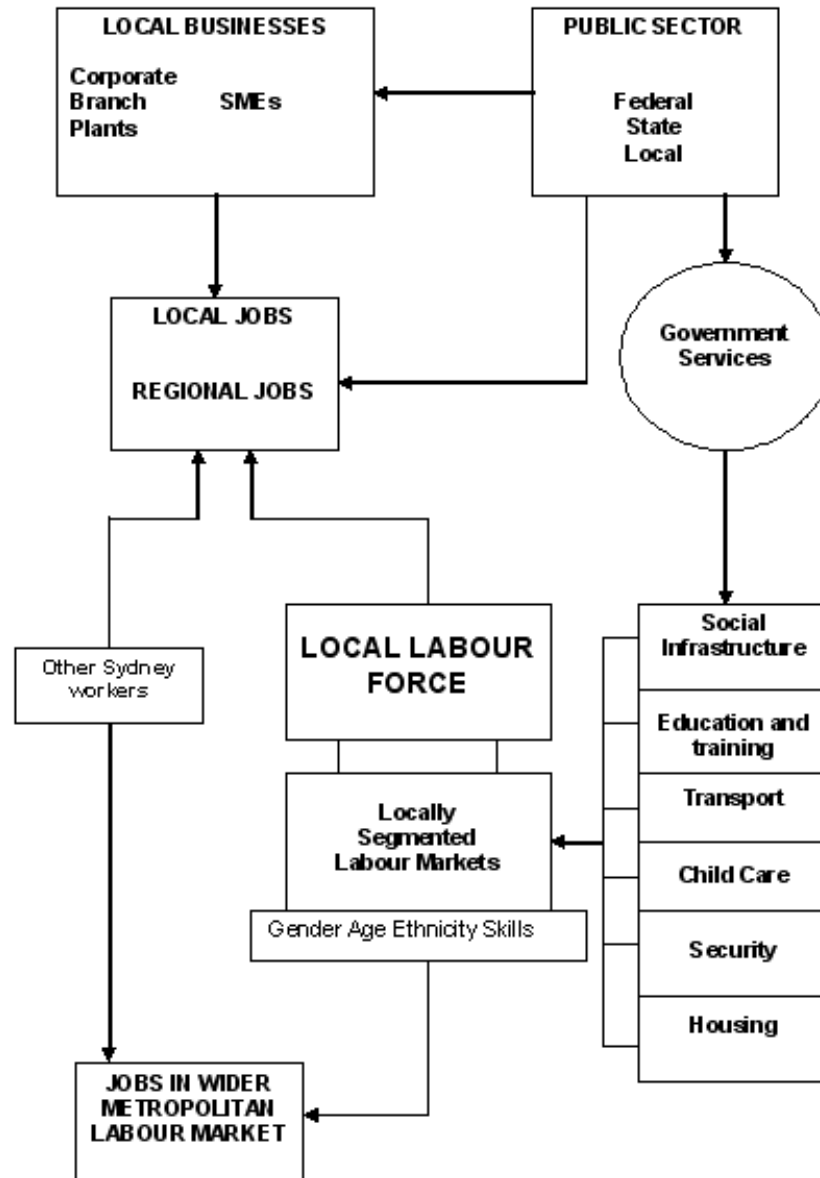 LOCAL BUSINESSES
Corporate
Branch
Plants
SMEs
PUBLIC SECTOR
Federal
State
Local
LOCAL JOBS
REGIONAL JOBS
Government
Services
Other Sydney
workers
LOCAL LABOUR
FORCE
Locally
Segmented
Labour Markets
Gender Age Ethnicity Skills
Social
Infrastructure
Education and
training
Transport
Child Care
Security
Housing
JOBS IN WIDER
METROPOLITAN
LABOUR MARKET